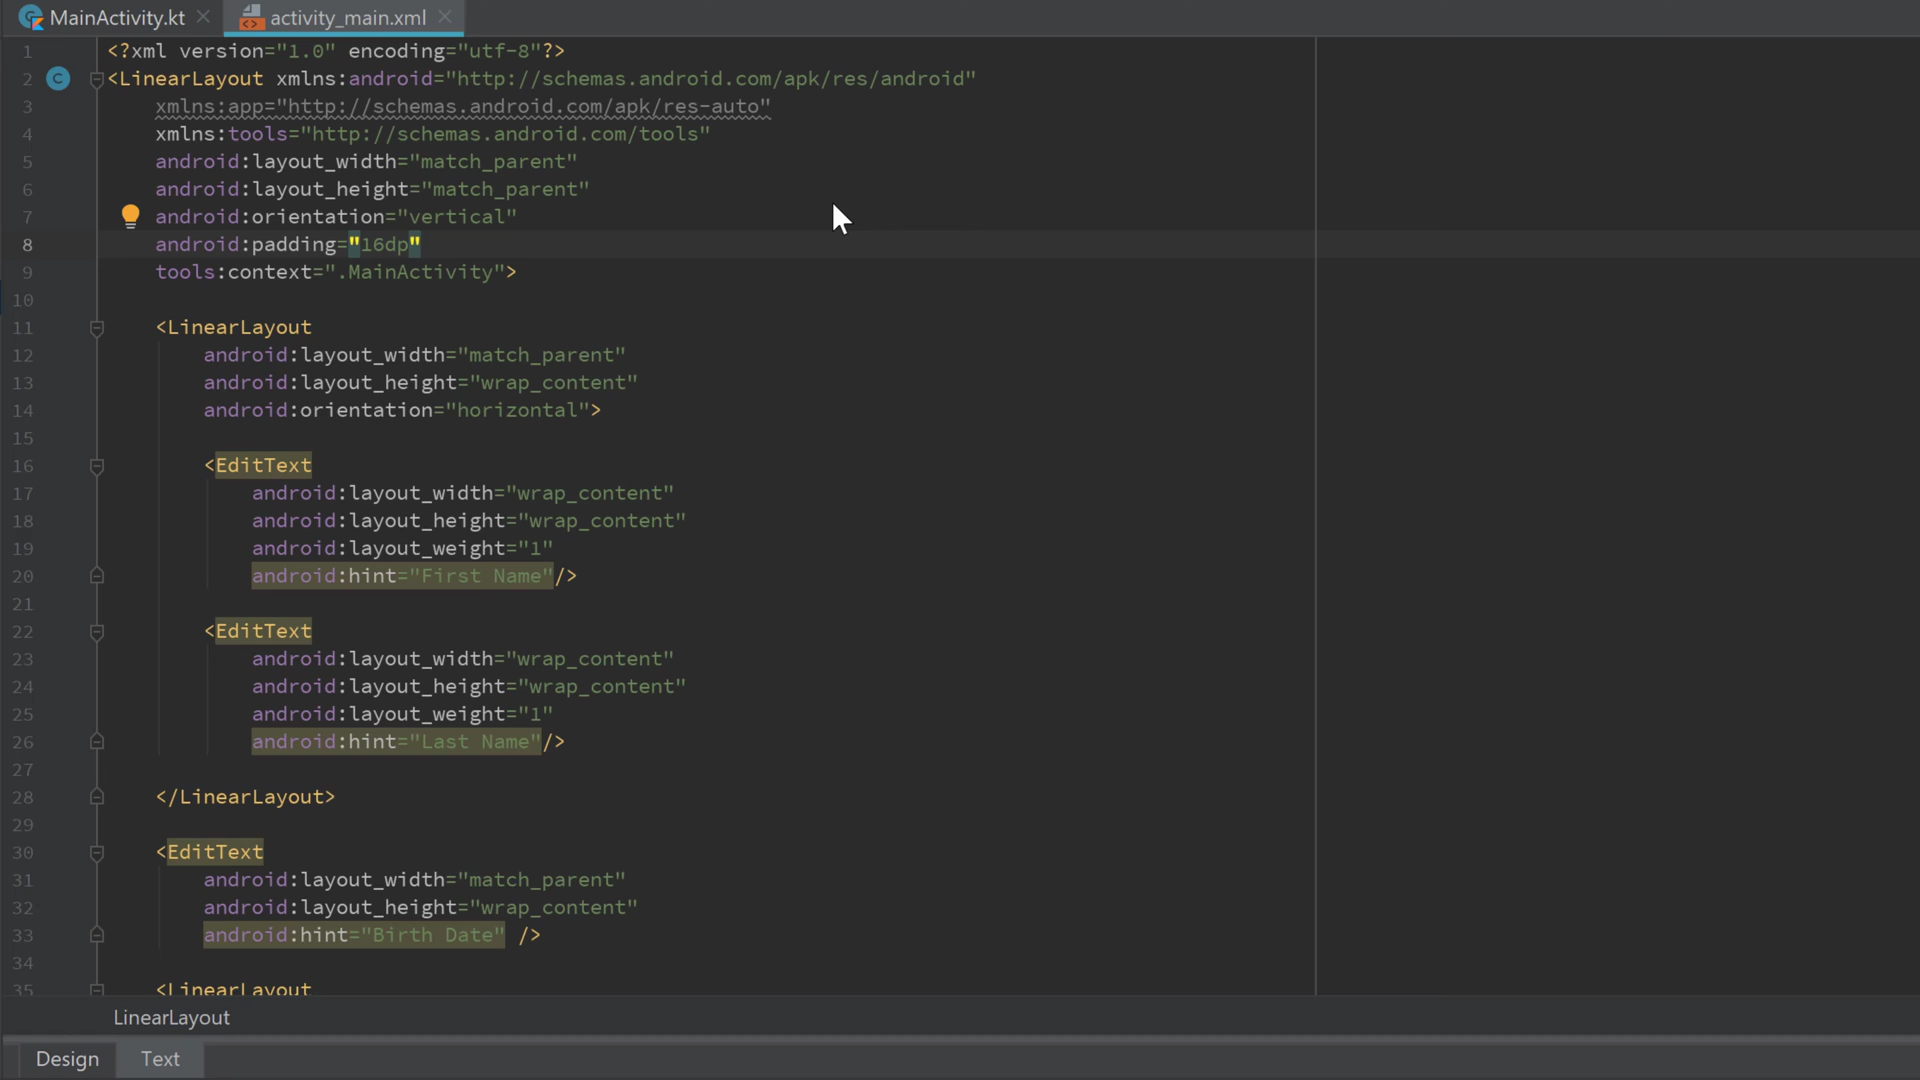 MainActivity.kt
activity_main.xml
1 <?xml version="1.0" encoding="utf-8"?>
2 C <LinearLayout xmlns:android="http://schemas.android.com/apk/res/android"
3 xmlns:app="http://schemas.android.com/apk/res-auto"
4 xmlns:tools="http://schemas.android.com/tools"
5 android:layout_width="match_parent"
6 android:layout_height="match_parent"
7 android:orientation="vertical"
8 android:padding="16dp"
9 tools:context=".MainActivity">
10
11 <LinearLayout
12 android:layout_width="match_parent"
13 android:layout_height="wrap_content"
14 android:orientation="horizontal">
15
16 <EditText
17 android:layout_width="wrap_content"
18 android:layout_height="wrap_content"
19 android:layout_weight="1"
20 android:hint="First Name"/>
21
22 <EditText
23 android:layout_width="wrap_content"
24 android:layout_height="wrap_content"
25 android:layout_weight="1"
26 android:hint="Last Name"/>
27
28 </LinearLayout>
29
30 <EditText
31 android:layout_width="match_parent"
32 android:layout_height="wrap_content"
33 android:hint="Birth Date" />
34
35 <LinearLayout
LinearLayout
Design Text